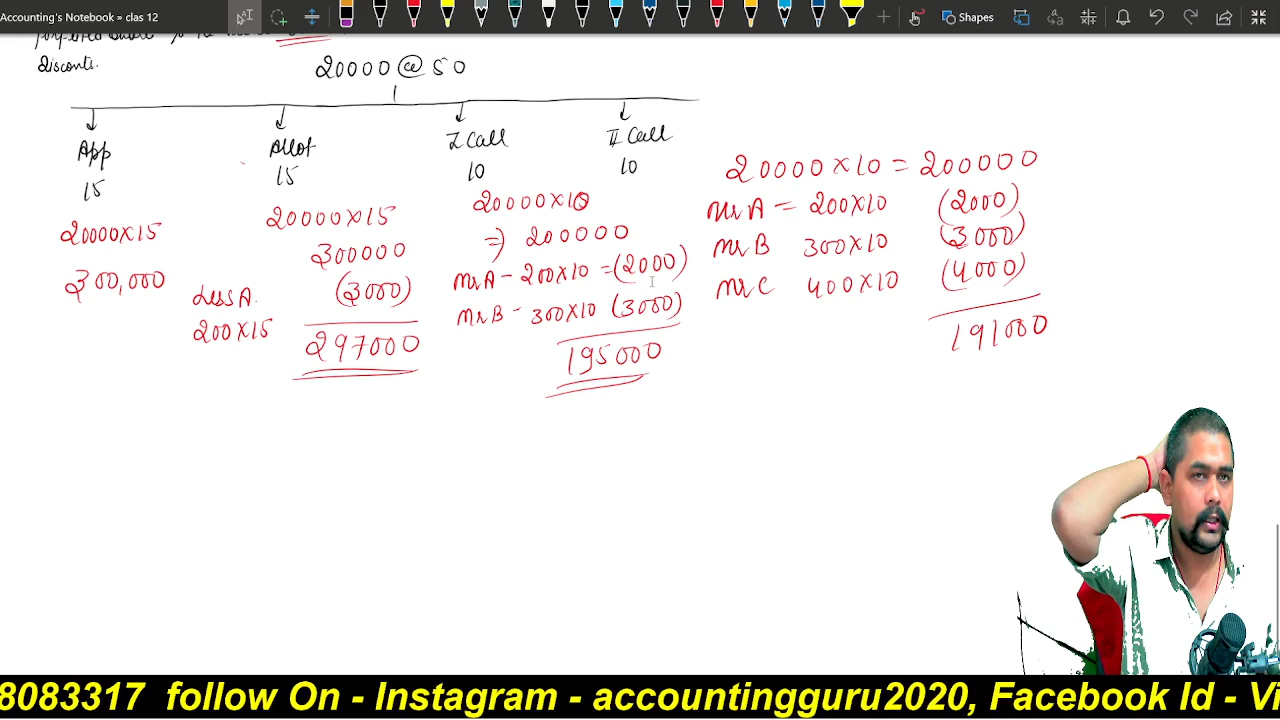 Accounting's Notebook » clas 12
Shapes
disconts.
20000 @ 50
App
15
Allot
15
I Call
10
II Call
10
20000×15
300,000
20000×15
300000
Less A.
200×15
(3000)
297000
20000×10
=) 200000
Mr A - 200×10 = (2000)
Mr B - 300×10 (3000)
195000
20000×10 = 200000
Mr A = 200×10 (2000)
Mr B 300×10 (3000)
Mr C 400×10 (4000)
191000
8083317 follow On - Instagram - accountingguru2020, Facebook Id - Vi